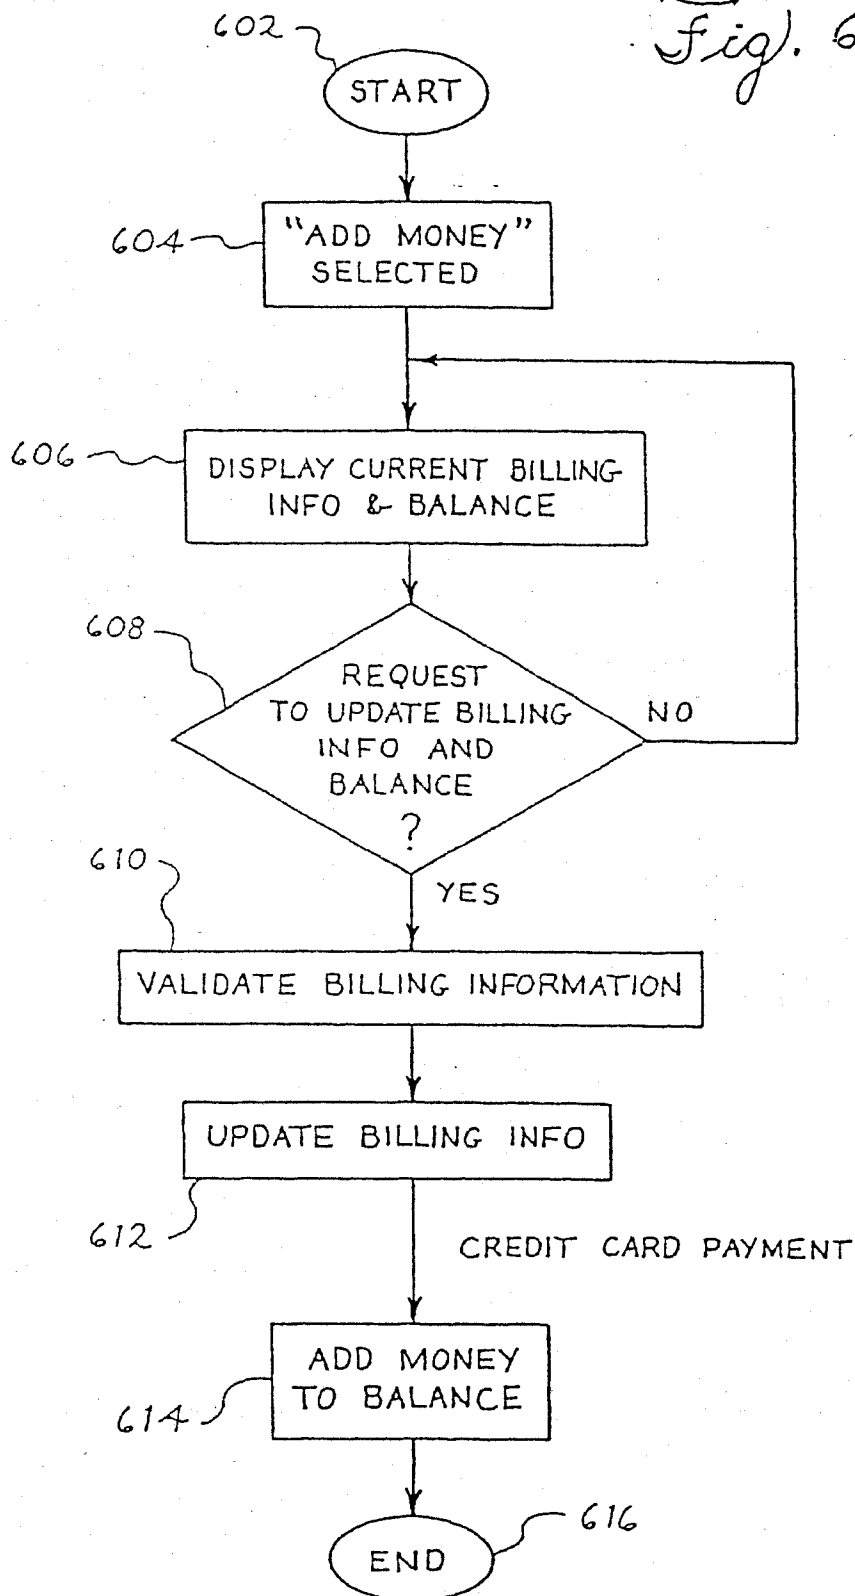 Fig. 6
602
START
604
"ADD MONEY"
SELECTED
606
DISPLAY CURRENT BILLING
INFO & BALANCE
608
REQUEST
TO UPDATE BILLING
INFO AND
BALANCE
?
NO
610
YES
VALIDATE BILLING INFORMATION
UPDATE BILLING INFO
612
CREDIT CARD PAYMENT
ADD MONEY
TO BALANCE
614
616
END